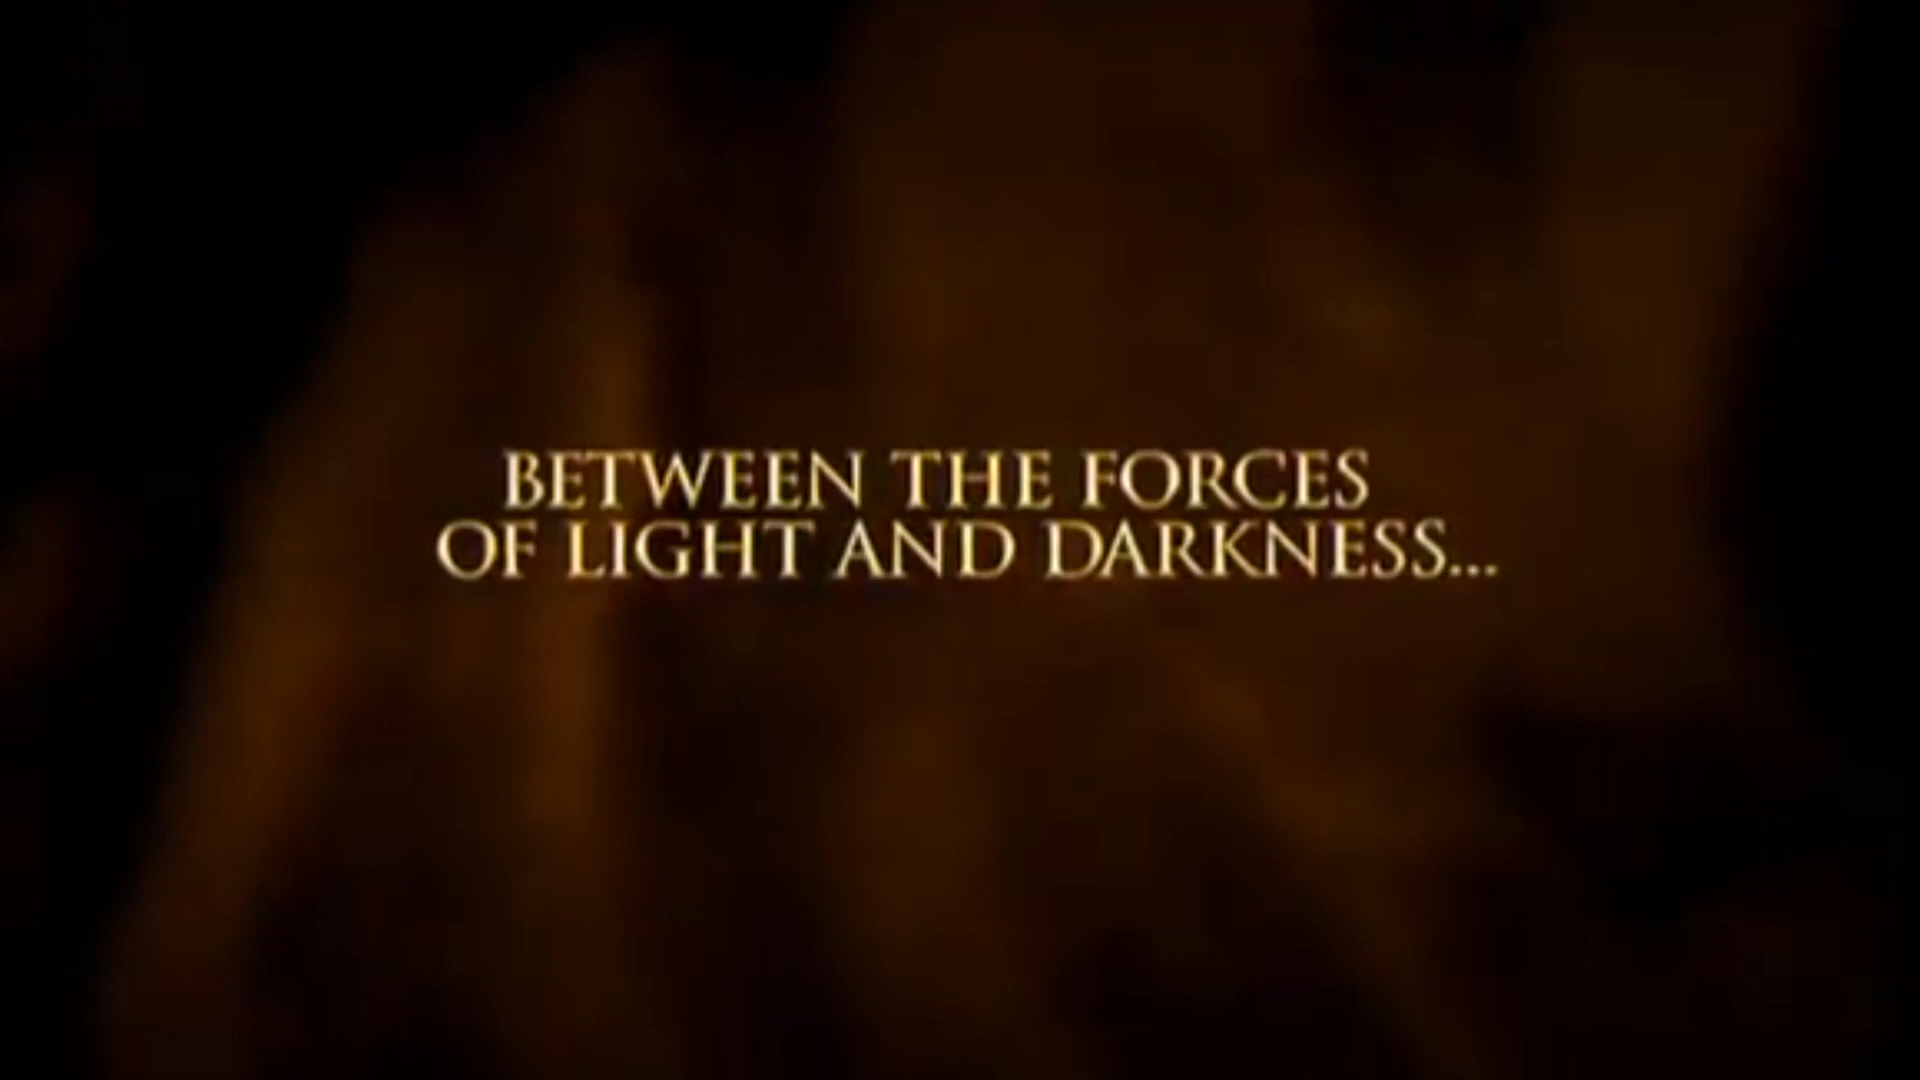 BETWEEN THE FORCES
OF LIGHT AND DARKNESS...